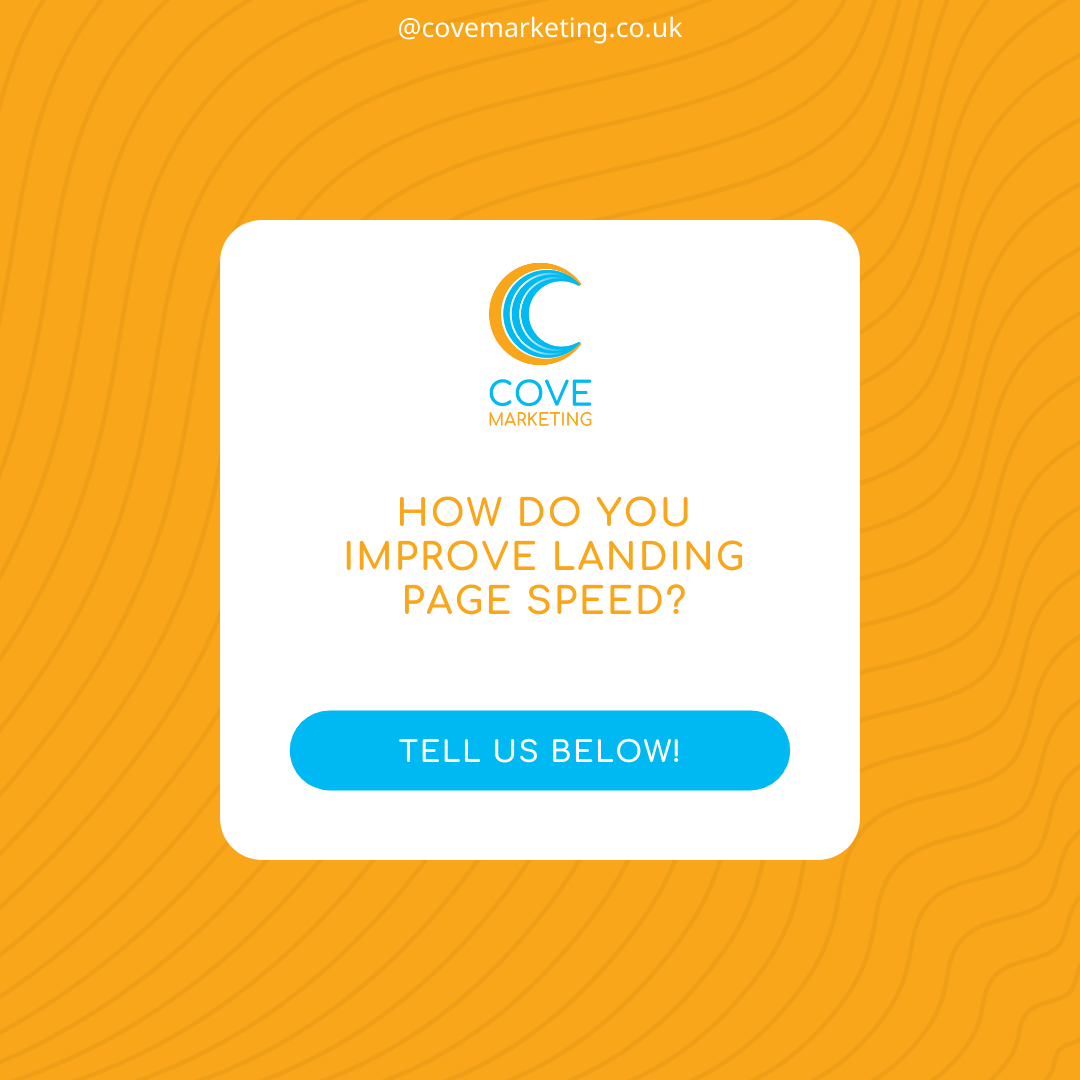 @covemarketing.co.uk
COVE
MARKETING
HOW DO YOU
IMPROVE LANDING
PAGE SPEED?
TELL US BELOW!